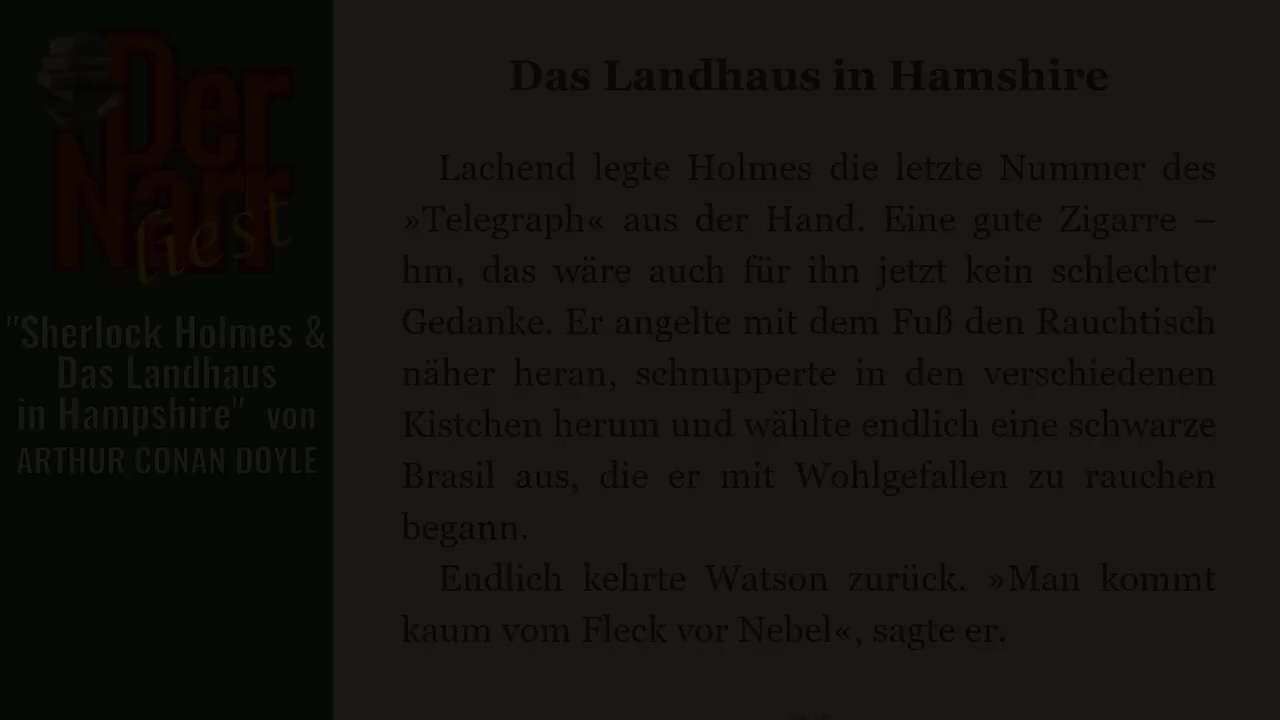 Der
Narr
liest
"Sherlock Holmes &
Das Landhaus
in Hampshire" von
ARTHUR CONAN DOYLE
Das Landhaus in Hamshire
Lachend legte Holmes die letzte Nummer des
»Telegraph« aus der Hand. Eine gute Zigarre –
hm, das wäre auch für ihn jetzt kein schlechter
Gedanke. Er angelte mit dem Fuß den Rauchtisch
näher heran, schnupperte in den verschiedenen
Kistchen herum und wählte endlich eine schwarze
Brasil aus, die er mit Wohlgefallen zu rauchen
begann.
Endlich kehrte Watson zurück. »Man kommt
kaum vom Fleck vor Nebel«, sagte er.